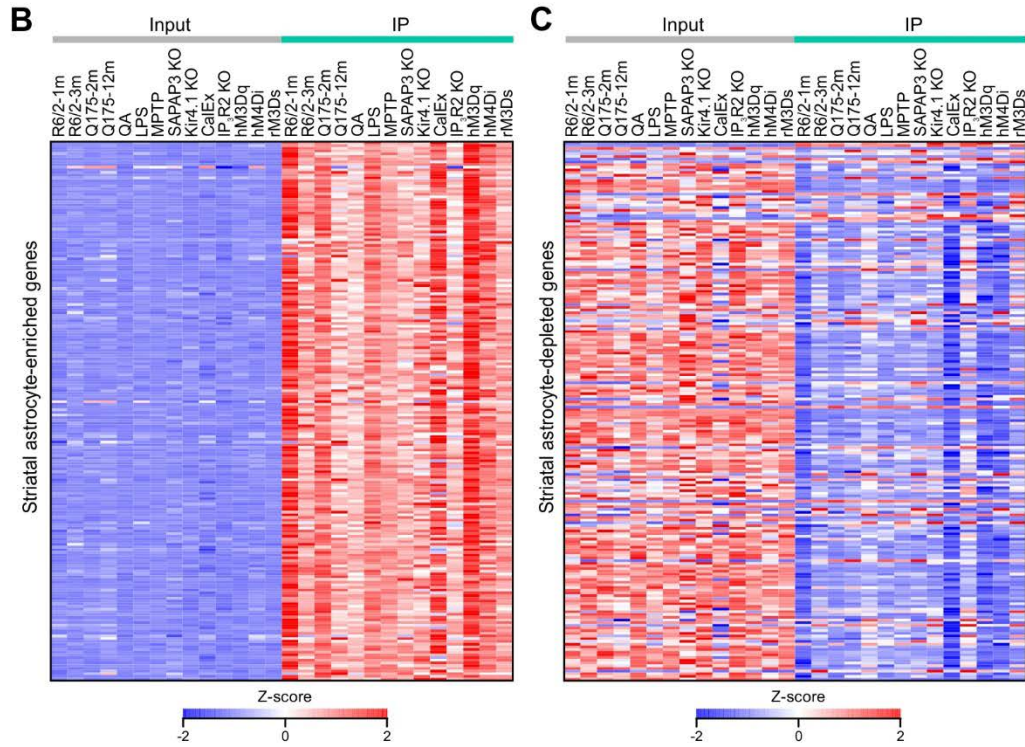 B
Input
IP
R6/2-1m
R6/2-3m
Q175-2m
Q175-12m
QA
LPS
MPTP
SAPAP3 KO
Kir4.1 KO
CalEx
IP3R2 KO
hM3Dq
hM4Di
rM3Ds
R6/2-1m
R6/2-3m
Q175-2m
Q175-12m
QA
LPS
MPTP
SAPAP3 KO
Kir4.1 KO
CalEx
IP3R2 KO
hM3Dq
hM4Di
rM3Ds
Striatal astrocyte-enriched genes
Z-score
-2
0
2
C
Input
IP
R6/2-1m
R6/2-3m
Q175-2m
Q175-12m
QA
LPS
MPTP
SAPAP3 KO
Kir4.1 KO
CalEx
IP3R2 KO
hM3Dq
hM4Di
rM3Ds
R6/2-1m
R6/2-3m
Q175-2m
Q175-12m
QA
LPS
MPTP
SAPAP3 KO
Kir4.1 KO
CalEx
IP3R2 KO
hM3Dq
hM4Di
rM3Ds
Striatal astrocyte-depleted genes
Z-score
-2
0
2